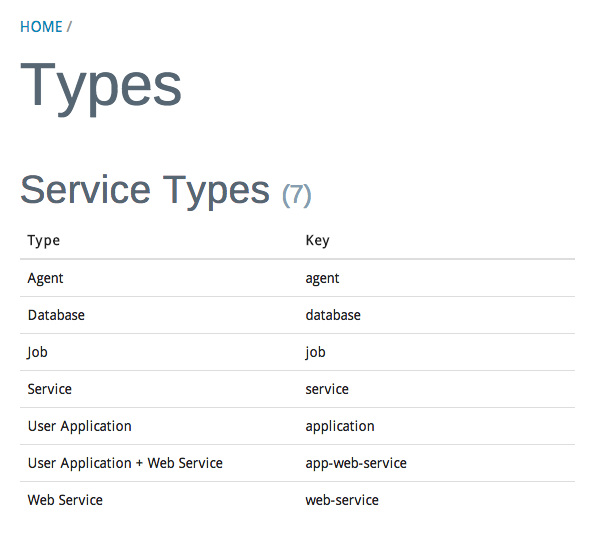 HOME /
Types
Service Types (7)
Type Key
Agent agent
Database database
Job job
Service service
User Application application
User Application + Web Service app-web-service
Web Service web-service